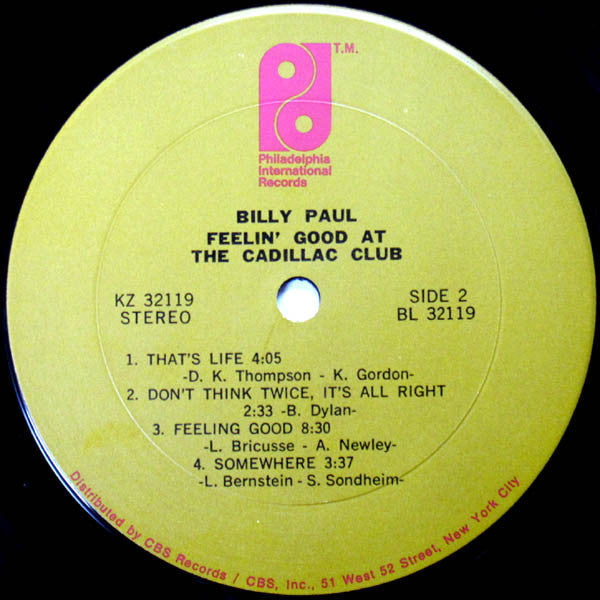 T.M.
Philadelphia
International
Records
BILLY PAUL
FEELIN' GOOD AT
THE CADILLAC CLUB
KZ 32119
STEREO
SIDE 2
BL 32119
1. THAT'S LIFE 4:05
-D. K. Thompson - K. Gordon-
2. DON'T THINK TWICE, IT'S ALL RIGHT
2:33 -B. Dylan-
3. FEELING GOOD 8:30
-L. Bricusse - A. Newley-
4. SOMEWHERE 3:37
-L. Bernstein - S. Sondheim-
Distributed by CBS Records / CBS, Inc., 51 West 52 Street, New York City